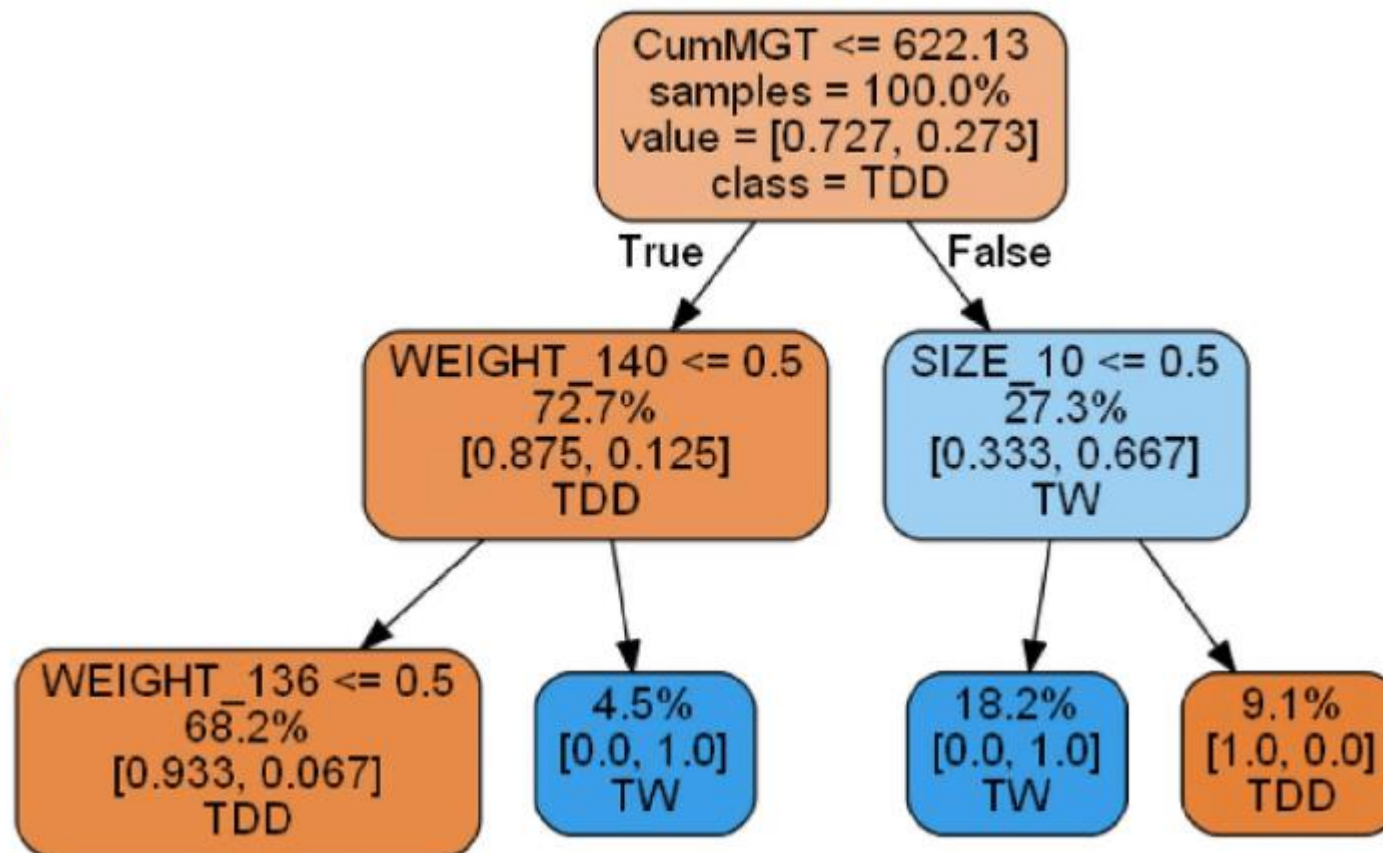 CumMGT <= 622.13
samples = 100.0%
value = [0.727, 0.273]
class = TDD
True
False
WEIGHT_140 <= 0.5
72.7%
[0.875, 0.125]
TDD
SIZE_10 <= 0.5
27.3%
[0.333, 0.667]
TW
WEIGHT_136 <= 0.5
68.2%
[0.933, 0.067]
TDD
4.5%
[0.0, 1.0]
TW
18.2%
[0.0, 1.0]
TW
9.1%
[1.0, 0.0]
TDD